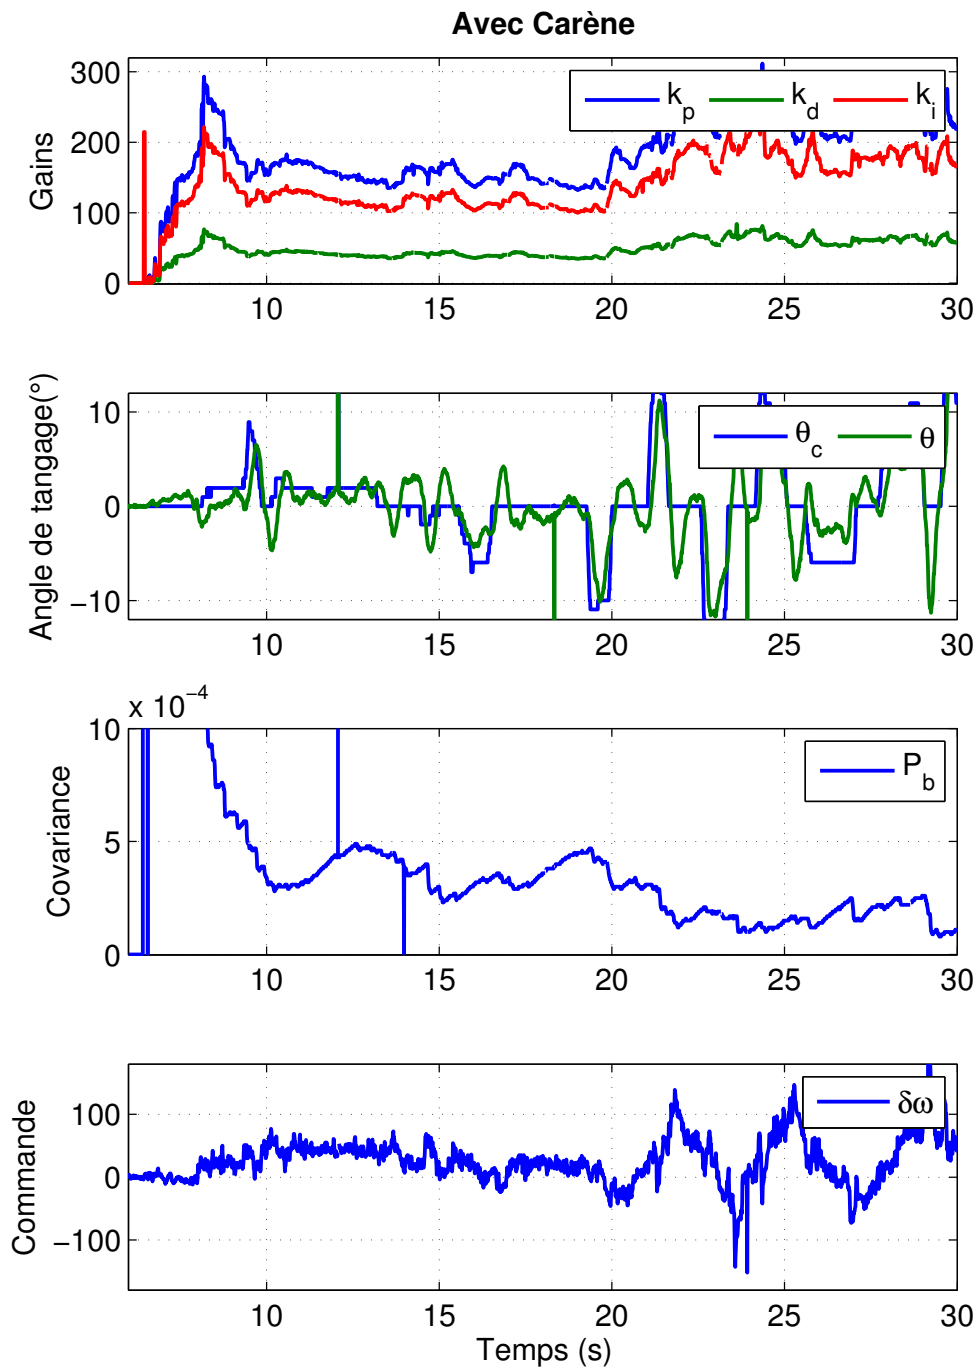 Avec Carène
300
200
100
0
Gains
k_p k_d k_i
10 15 20 25 30
10
0
−10
Angle de tangage(°)
θ_c θ
10 15 20 25 30
x 10^−4
10
5
0
Covariance
P_b
10 15 20 25 30
100
0
−100
Commande
δω
10 15 20 25 30
Temps (s)